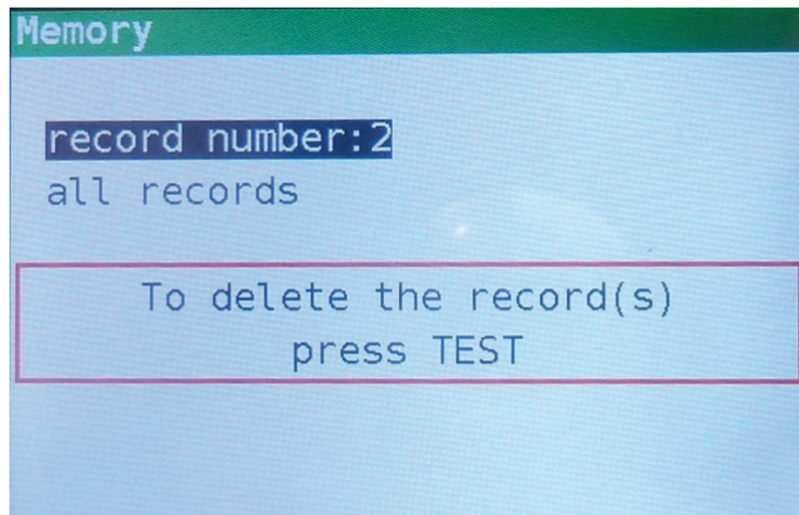 Memory
record number:2
all records
To delete the record(s)
press TEST